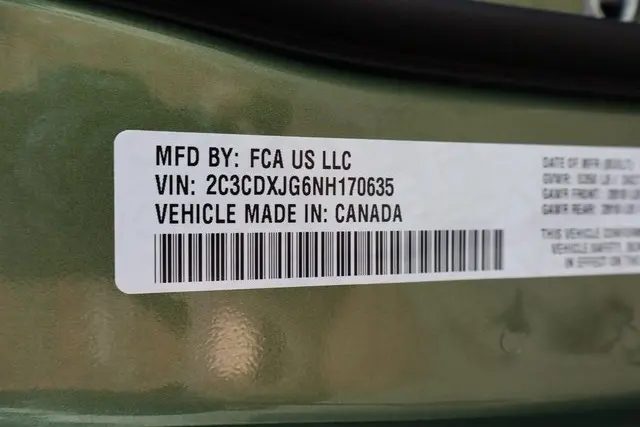 MFD BY: FCA US LLC
VIN: 2C3CDXJG6NH170635
VEHICLE MADE IN: CANADA
DATE OF MFR
GVWR:
GAWR FRONT:
GAWR REAR:
THIS VEHICLE CONFORMS
VEHICLE SAFETY,
IN EFFECT ON